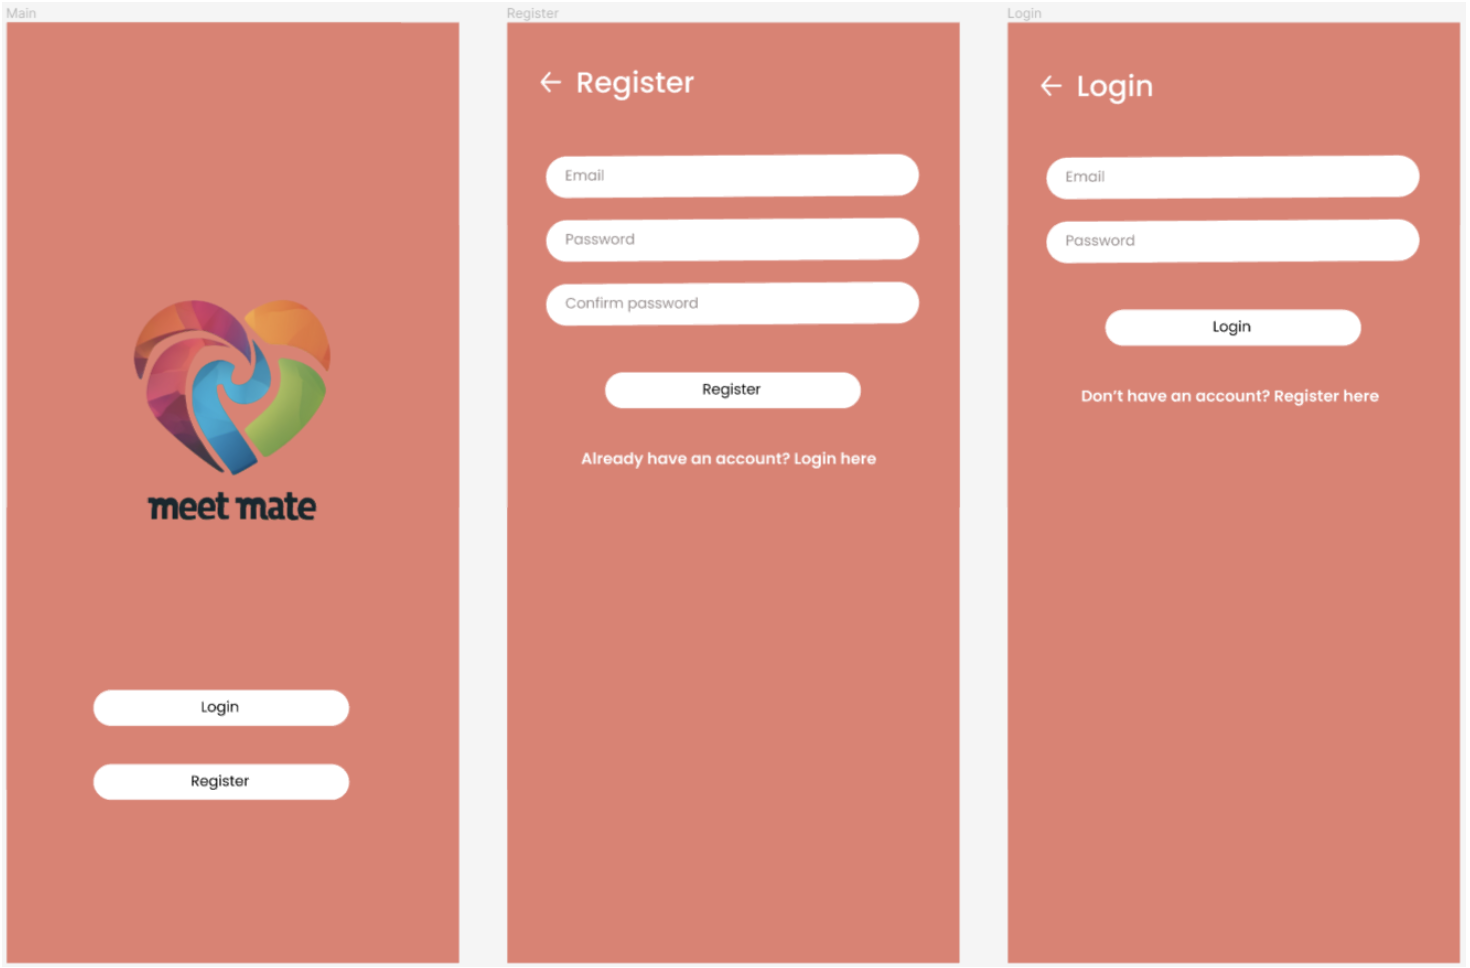 Main
meet mate
Login
Register
Register
← Register
Email
Password
Confirm password
Register
Already have an account? Login here
Login
← Login
Email
Password
Login
Don't have an account? Register here